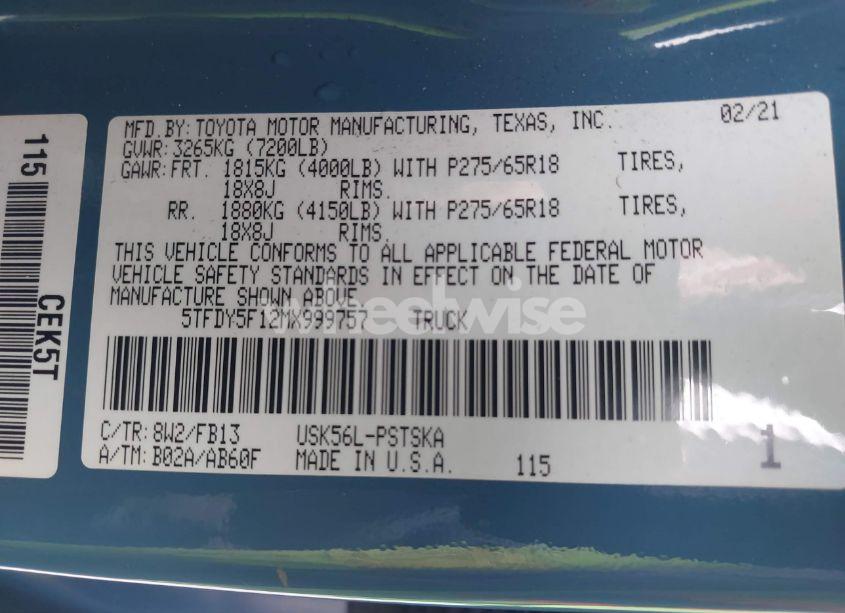 MFD.BY:TOYOTA MOTOR MANUFACTURING, TEXAS, INC. 02/21
GVWR:3265KG (7200LB)
GAWR:FRT. 1815KG (4000LB) WITH P275/65R18 TIRES,
18X8J RIMS.
RR. 1880KG (4150LB) WITH P275/65R18 TIRES,
18X8J RIMS.
THIS VEHICLE CONFORMS TO ALL APPLICABLE FEDERAL MOTOR
VEHICLE SAFETY STANDARDS IN EFFECT ON THE DATE OF
MANUFACTURE SHOWN ABOVE
5TFDY5F12MX999757 TRUCK
C/TR:8W2/FB13 USK56L-PSTSKA
A/TM:B02A/AB60F MADE IN U.S.A. 115 1
115
CEK5T
wheelwise